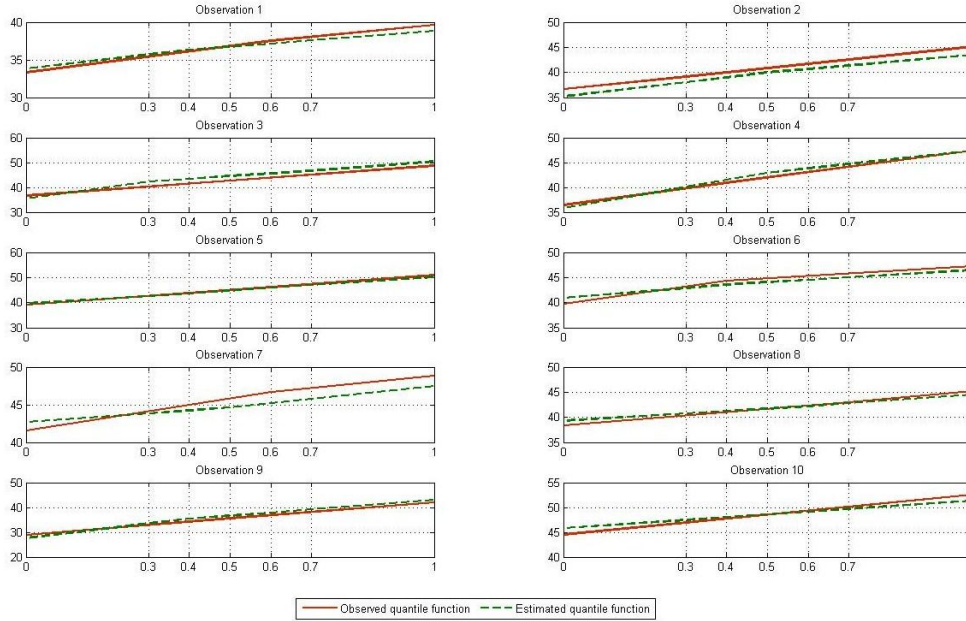 Observation 1
40
35
30
0 0.3 0.4 0.5 0.6 0.7 1
Observation 2
50
45
40
35
0 0.3 0.4 0.5 0.6 0.7
Observation 3
60
50
40
30
0 0.3 0.4 0.5 0.6 0.7 1
Observation 4
50
45
40
35
0 0.3 0.4 0.5 0.6 0.7
Observation 5
60
50
40
30
0 0.3 0.4 0.5 0.6 0.7 1
Observation 6
50
45
40
35
0 0.3 0.4 0.5 0.6 0.7
Observation 7
50
45
40
0 0.3 0.4 0.5 0.6 0.7 1
Observation 8
50
45
40
35
0 0.3 0.4 0.5 0.6 0.7
Observation 9
50
40
30
20
0 0.3 0.4 0.5 0.6 0.7 1
Observation 10
55
50
45
40
0 0.3 0.4 0.5 0.6 0.7
Observed quantile function Estimated quantile function